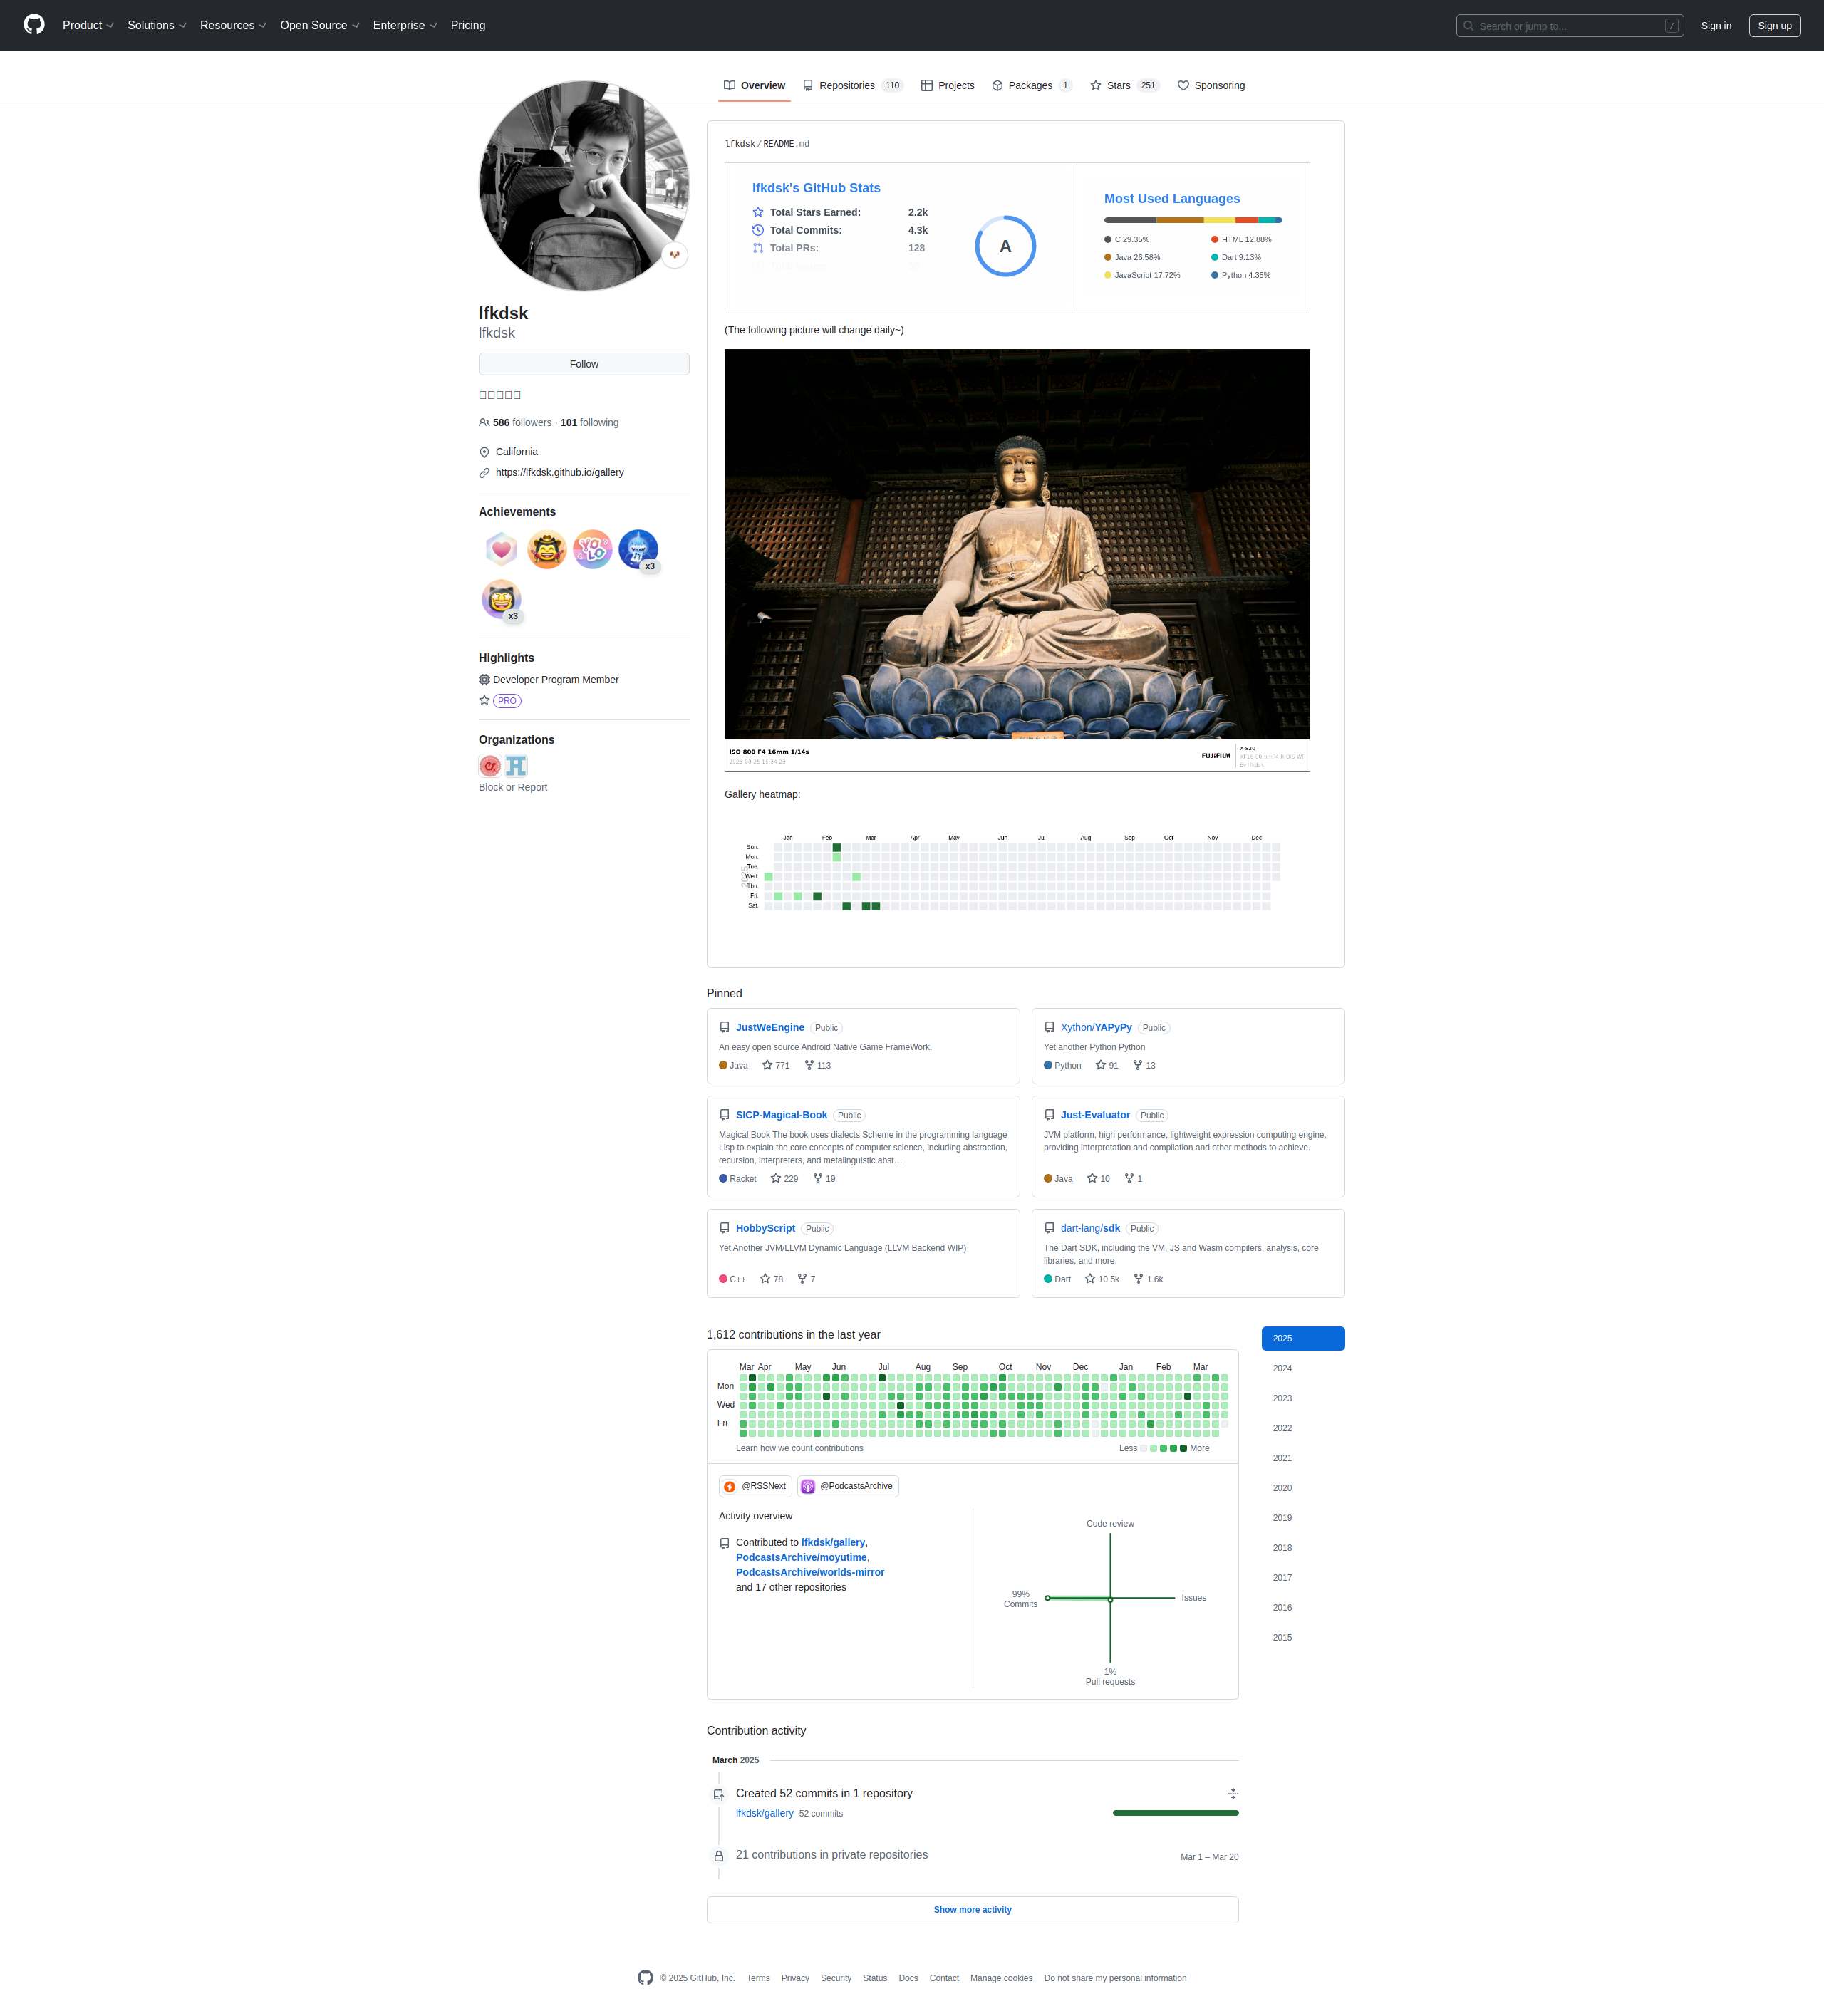 Product
Solutions
Resources
Open Source
Enterprise
Pricing
Search or jump to...
/
Sign in
Sign up
Overview
Repositories 110
Projects
Packages 1
Stars 251
Sponsoring
lfkdsk
lfkdsk
Follow
586 followers · 101 following
California
https://lfkdsk.github.io/gallery
Achievements
YOLO
x3
x3
Highlights
Developer Program Member
PRO
Organizations
Block or Report
lfkdsk/README.md
lfkdsk's GitHub Stats
Total Stars Earned: 2.2k
Total Commits: 4.3k
Total PRs: 128
A
Most Used Languages
C 29.35%
Java 26.58%
JavaScript 17.72%
HTML 12.88%
Dart 9.13%
Python 4.35%
(The following picture will change daily~)
ISO 800 F4 16mm 1/14s
FUJIFILM
X-S20
Gallery heatmap:
Jan Feb Mar Apr May Jun Jul Aug Sep Oct Nov Dec
2025
Sun.
Mon.
Tue.
Wed.
Thu.
Fri.
Sat.
Pinned
JustWeEngine Public
An easy open source Android Native Game FrameWork.
Java 771 113
Xython/YAPyPy Public
Yet another Python Python
Python 91 13
SICP-Magical-Book Public
Magical Book The book uses dialects Scheme in the programming language
Lisp to explain the core concepts of computer science, including abstraction,
recursion, interpreters, and metalinguistic abst…
Racket 229 19
Just-Evaluator Public
JVM platform, high performance, lightweight expression computing engine,
providing interpretation and compilation and other methods to achieve.
Java 10 1
HobbyScript Public
Yet Another JVM/LLVM Dynamic Language (LLVM Backend WIP)
C++ 78 7
dart-lang/sdk Public
The Dart SDK, including the VM, JS and Wasm compilers, analysis, core
libraries, and more.
Dart 10.5k 1.6k
1,612 contributions in the last year
Mar Apr May Jun Jul Aug Sep Oct Nov Dec Jan Feb Mar
Mon
Wed
Fri
Learn how we count contributions
Less More
@RSSNext
@PodcastsArchive
Activity overview
Contributed to lfkdsk/gallery,
PodcastsArchive/moyutime,
PodcastsArchive/worlds-mirror
and 17 other repositories
Code review
99%
Commits
Issues
1%
Pull requests
2025
2024
2023
2022
2021
2020
2019
2018
2017
2016
2015
Contribution activity
March 2025
Created 52 commits in 1 repository
lfkdsk/gallery 52 commits
21 contributions in private repositories
Mar 1 – Mar 20
Show more activity
© 2025 GitHub, Inc.
Terms
Privacy
Security
Status
Docs
Contact
Manage cookies
Do not share my personal information